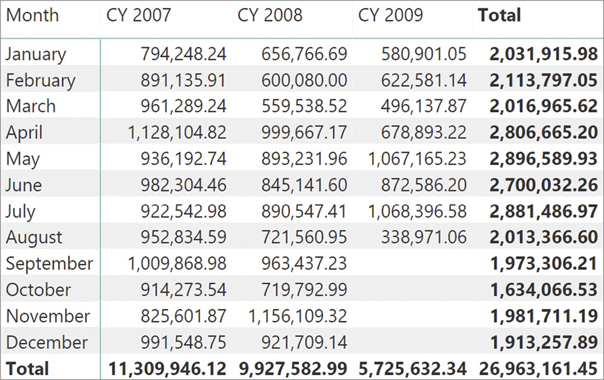 Month CY 2007 CY 2008 CY 2009 Total
January 794,248.24 656,766.69 580,901.05 2,031,915.98
February 891,135.91 600,080.00 622,581.14 2,113,797.05
March 961,289.24 559,538.52 496,137.87 2,016,965.62
April 1,128,104.82 999,667.17 678,893.22 2,806,665.20
May 936,192.74 893,231.96 1,067,165.23 2,896,589.93
June 982,304.46 845,141.60 872,586.20 2,700,032.26
July 922,542.98 890,547.41 1,068,396.58 2,881,486.97
August 952,834.59 721,560.95 338,971.06 2,013,366.60
September 1,009,868.98 963,437.23 1,973,306.21
October 914,273.54 719,792.99 1,634,066.53
November 825,601.87 1,156,109.32 1,981,711.19
December 991,548.75 921,709.14 1,913,257.89
Total 11,309,946.12 9,927,582.99 5,725,632.34 26,963,161.45